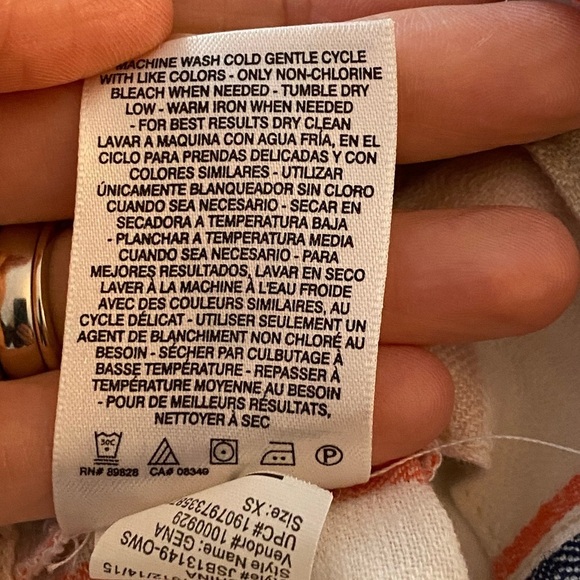 MACHINE WASH COLD GENTLE CYCLE
WITH LIKE COLORS - ONLY NON-CHLORINE
BLEACH WHEN NEEDED - TUMBLE DRY
LOW - WARM IRON WHEN NEEDED
- FOR BEST RESULTS DRY CLEAN
LAVAR A MAQUINA CON AGUA FRÍA, EN EL
CICLO PARA PRENDAS DELICADAS Y CON
COLORES SIMILARES - UTILIZAR
ÚNICAMENTE BLANQUEADOR SIN CLORO
CUANDO SEA NECESARIO - SECAR EN
SECADORA A TEMPERATURA BAJA
- PLANCHAR A TEMPERATURA MEDIA
CUANDO SEA NECESARIO - PARA
MEJORES RESULTADOS, LAVAR EN SECO
LAVER À LA MACHINE À L'EAU FROIDE
AVEC DES COULEURS SIMILAIRES, AU
CYCLE DÉLICAT - UTILISER SEULEMENT UN
AGENT DE BLANCHIMENT NON CHLORÉ AU
BESOIN - SÉCHER PAR CULBUTAGE À
BASSE TEMPÉRATURE - REPASSER À
TEMPÉRATURE MOYENNE AU BESOIN
- POUR DE MEILLEURS RÉSULTATS,
NETTOYER À SEC
30C P
RN# 89828 CA# 08349
Size: XS
UPC# 1907973358
Vendor# 1000929
Style Name: GENA
Style# JSB13149-OWS